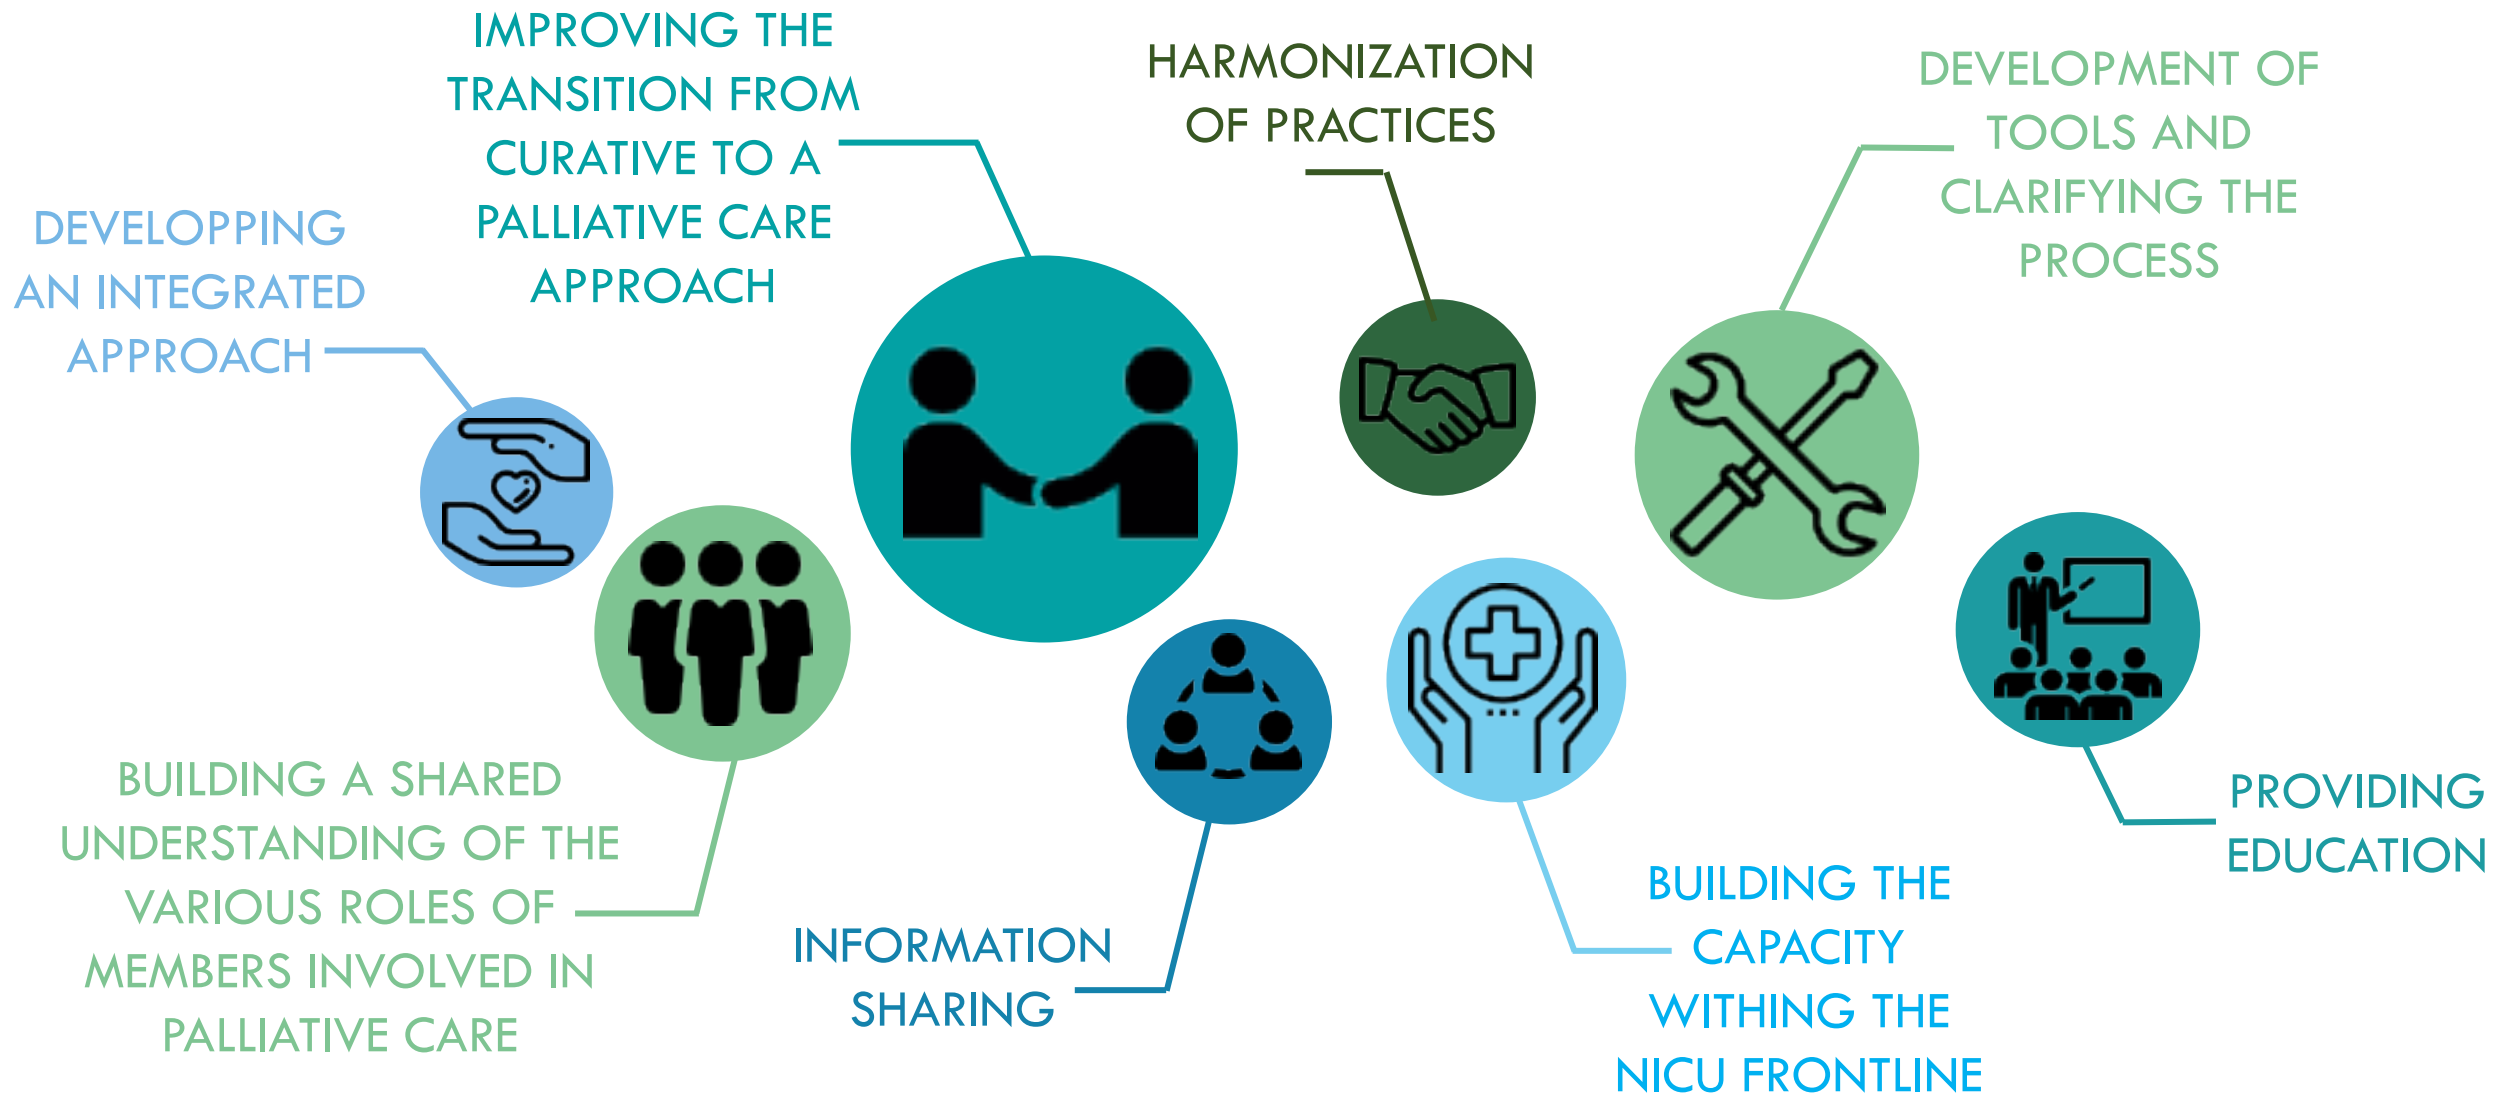 IMPROVING THE
TRANSITION FROM
CURATIVE TO A
PALLIATIVE CARE
APPROACH
HARMONIZATION
OF PRACTICES
DEVELOPMENT OF
TOOLS AND
CLARIFYING THE
PROCESS
DEVELOPPING
AN INTEGRATED
APPROACH
BUILDING A SHARED
UNDERSTANDING OF THE
VARIOUS ROLES OF
MEMBERS INVOLVED IN
PALLIATIVE CARE
INFORMATION
SHARING
BUILDING THE
CAPACITY
WITHING THE
NICU FRONTLINE
PROVIDING
EDUCATION